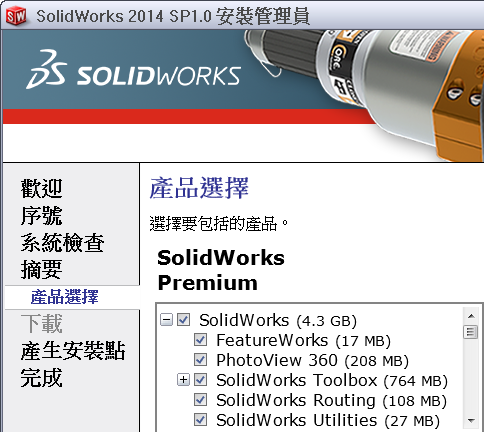 SolidWorks 2014 SP1.0 安裝管理員
SOLIDWORKS
CORE
歡迎
序號
系統檢查
摘要
產品選擇
下載
產生安裝點
完成
產品選擇
選擇要包括的產品。
SolidWorks
Premium
SolidWorks (4.3 GB)
FeatureWorks (17 MB)
PhotoView 360 (208 MB)
SolidWorks Toolbox (764 MB)
SolidWorks Routing (108 MB)
SolidWorks Utilities (27 MB)